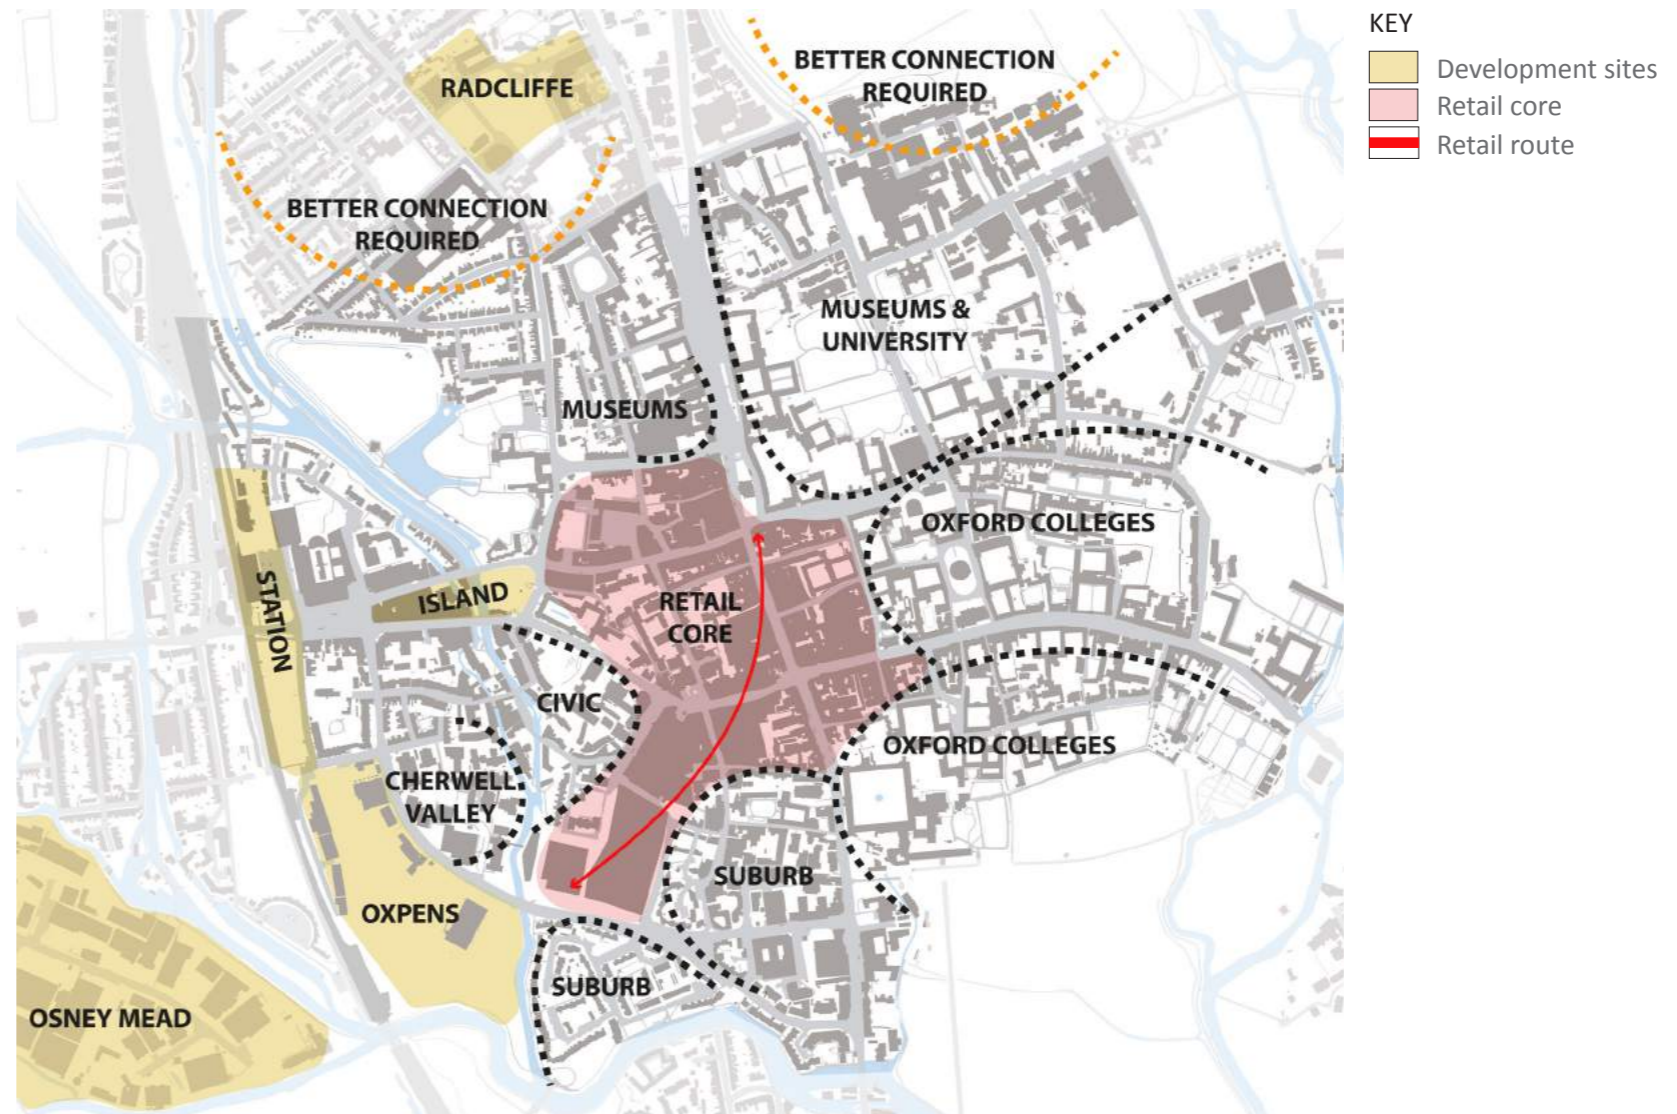 KEY
Development sites
Retail core
Retail route
RADCLIFFE
BETTER CONNECTION
REQUIRED
BETTER CONNECTION
REQUIRED
MUSEUMS &
UNIVERSITY
MUSEUMS
OXFORD COLLEGES
STATION
ISLAND
RETAIL
CORE
CIVIC
OXFORD COLLEGES
CHERWELL
VALLEY
SUBURB
OXPENS
SUBURB
OSNEY MEAD